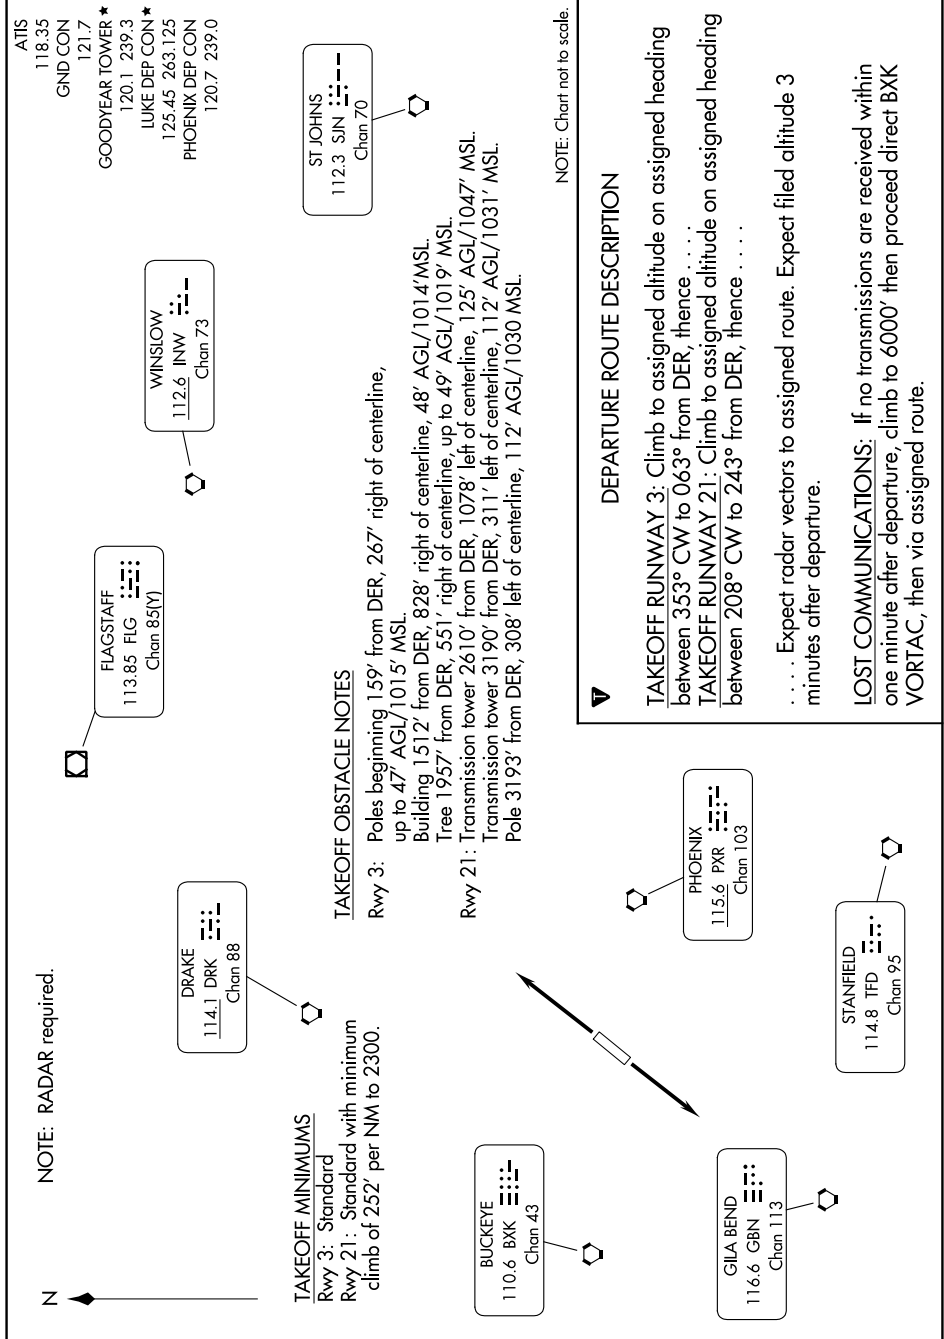 NOTE: RADAR required.
ATIS
118.35
GND CON
121.7
GOODYEAR TOWER ★
120.1 239.3
LUKE DEP CON ★
125.45 263.125
PHOENIX DEP CON
120.7 239.0
N
FLAGSTAFF
113.85 FLG
Chan 85(Y)
WINSLOW
112.6 INW
Chan 73
DRAKE
114.1 DRK
Chan 88
ST JOHNS
112.3 SJN
Chan 70
TAKEOFF MINIMUMS
Rwy 3: Standard
Rwy 21: Standard with minimum
climb of 252' per NM to 2300.
TAKEOFF OBSTACLE NOTES
Rwy 3: Poles beginning 159' from DER, 267' right of centerline,
up to 47' AGL/1015' MSL.
Building 1512' from DER, 828' right of centerline, 48' AGL/1014'MSL.
Tree 1957' from DER, 551' right of centerline, up to 49' AGL/1019' MSL.
Rwy 21: Transmission tower 2610' from DER, 1078' left of centerline, 125' AGL/1047' MSL.
Transmission tower 3190' from DER, 311' left of centerline, 112' AGL/1031' MSL.
Pole 3193' from DER, 308' left of centerline, 112' AGL/1030 MSL.
BUCKEYE
110.6 BXK
Chan 43
PHOENIX
115.6 PXR
Chan 103
GILA BEND
116.6 GBN
Chan 113
STANFIELD
114.8 TFD
Chan 95
NOTE: Chart not to scale.
T
DEPARTURE ROUTE DESCRIPTION
TAKEOFF RUNWAY 3: Climb to assigned altitude on assigned heading
between 353° CW to 063° from DER, thence . . . .
TAKEOFF RUNWAY 21: Climb to assigned altitude on assigned heading
between 208° CW to 243° from DER, thence . . . .
. . . . Expect radar vectors to assigned route. Expect filed altitude 3
minutes after departure.
LOST COMMUNICATIONS: If no transmissions are received within
one minute after departure, climb to 6000' then proceed direct BXK
VORTAC, then via assigned route.